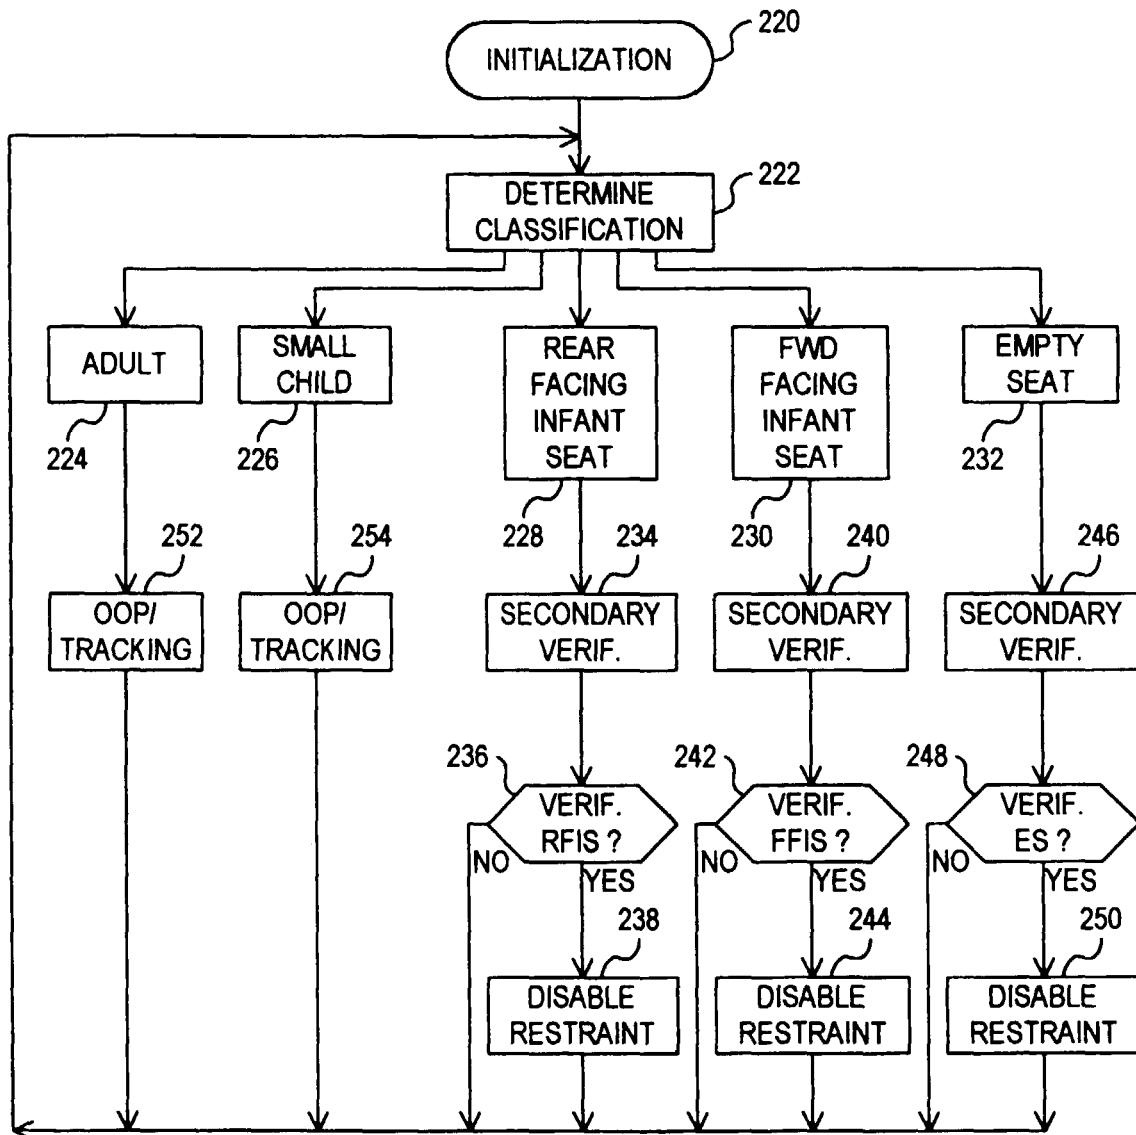 220
INITIALIZATION
222
DETERMINE
CLASSIFICATION
ADULT
224
SMALL
CHILD
226
REAR
FACING
INFANT
SEAT
228
FWD
FACING
INFANT
SEAT
230
EMPTY
SEAT
232
252
OOP/
TRACKING
254
OOP/
TRACKING
234
SECONDARY
VERIF.
240
SECONDARY
VERIF.
246
SECONDARY
VERIF.
236
VERIF.
RFIS ?
NO
YES
242
VERIF.
FFIS ?
NO
YES
248
VERIF.
ES ?
NO
YES
238
DISABLE
RESTRAINT
244
DISABLE
RESTRAINT
250
DISABLE
RESTRAINT